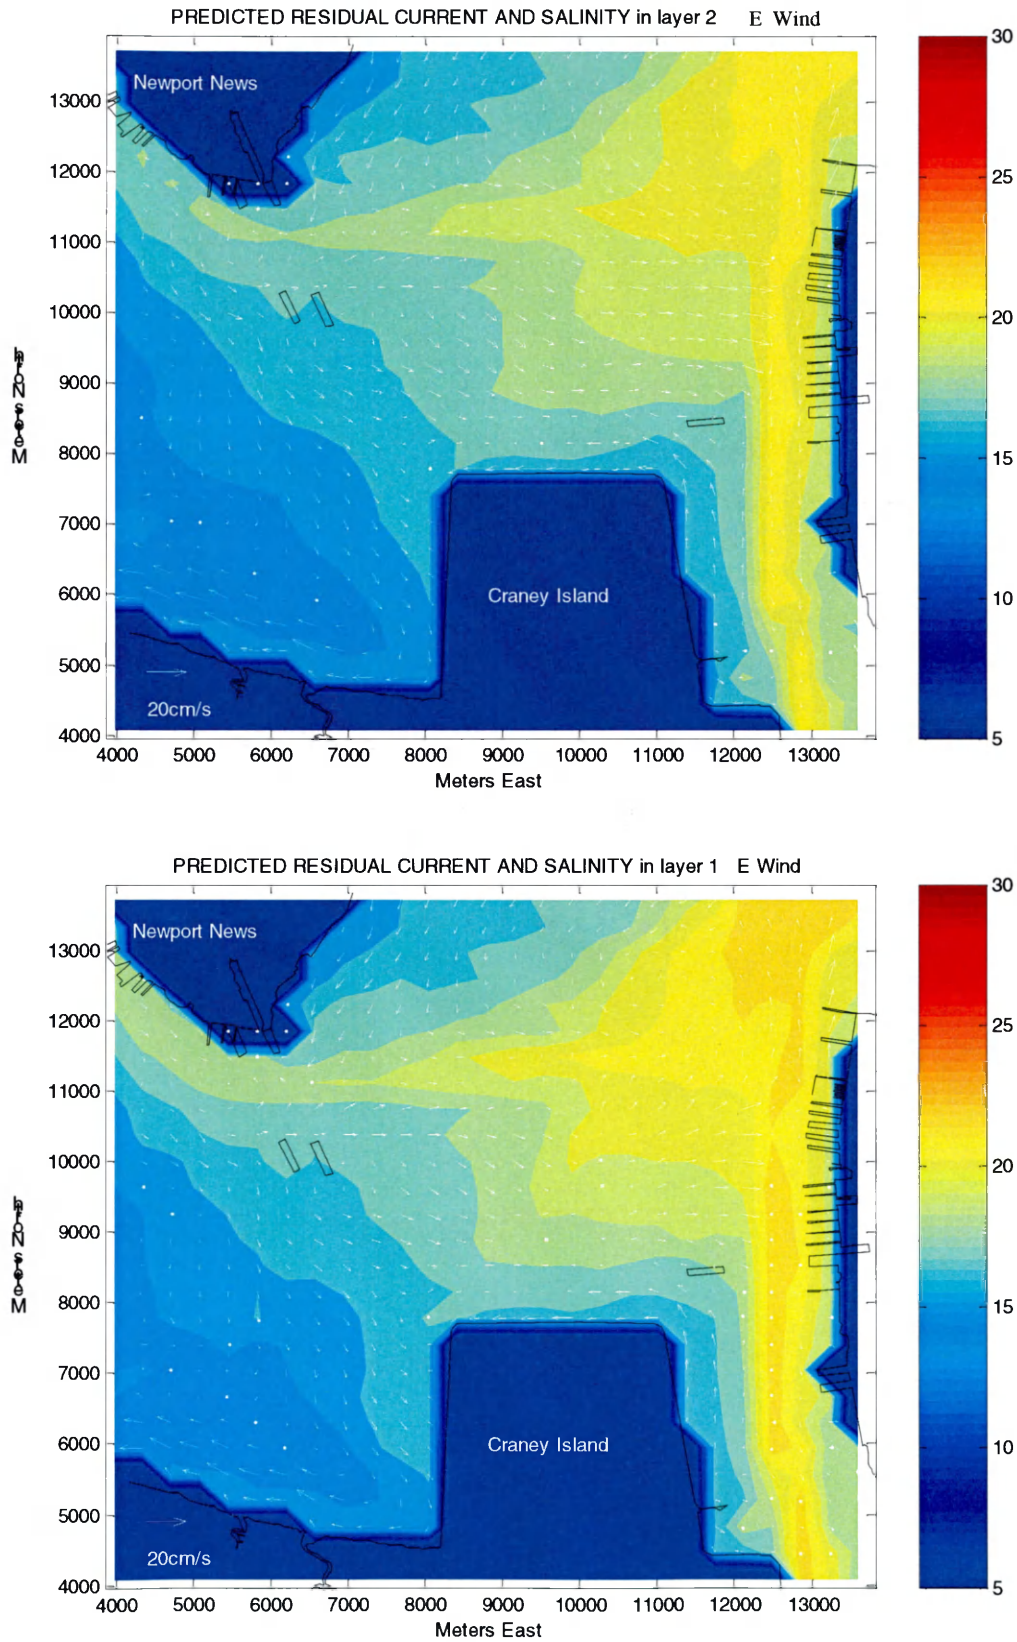 PREDICTED RESIDUAL CURRENT AND SALINITY in layer 2 E Wind
Newport News
Craney Island
20cm/s
13000
12000
11000
10000
9000
8000
7000
6000
5000
4000
Meters North
4000 5000 6000 7000 8000 9000 10000 11000 12000 13000
Meters East
30
25
20
15
10
5
PREDICTED RESIDUAL CURRENT AND SALINITY in layer 1 E Wind
Newport News
Craney Island
20cm/s
13000
12000
11000
10000
9000
8000
7000
6000
5000
4000
Meters North
4000 5000 6000 7000 8000 9000 10000 11000 12000 13000
Meters East
30
25
20
15
10
5